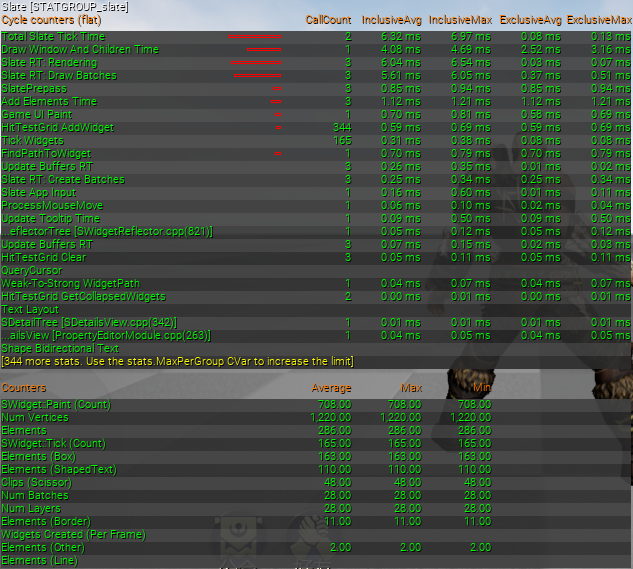 Slate [STATGROUP_slate]
Cycle counters (flat) CallCount InclusiveAvg InclusiveMax ExclusiveAvg ExclusiveMax
Total Slate Tick Time 2 6.32 ms 6.97 ms 0.08 ms 0.13 ms
Draw Window And Children Time 1 4.08 ms 4.69 ms 2.52 ms 3.16 ms
Slate RT: Rendering 3 6.04 ms 6.54 ms 0.03 ms 0.07 ms
Slate RT: Draw Batches 3 5.61 ms 6.05 ms 0.37 ms 0.51 ms
SlatePrepass 3 0.85 ms 0.94 ms 0.85 ms 0.94 ms
Add Elements Time 3 1.12 ms 1.21 ms 1.12 ms 1.21 ms
Game UI Paint 1 0.70 ms 0.81 ms 0.58 ms 0.69 ms
HitTestGrid AddWidget 344 0.59 ms 0.69 ms 0.59 ms 0.69 ms
Tick Widgets 165 0.31 ms 0.38 ms 0.08 ms 0.08 ms
FindPathToWidget 1 0.70 ms 0.79 ms 0.70 ms 0.79 ms
Update Buffers RT 3 0.26 ms 0.35 ms 0.01 ms 0.02 ms
Slate RT: Create Batches 3 0.25 ms 0.34 ms 0.25 ms 0.34 ms
Slate App Input 1 0.16 ms 0.60 ms 0.01 ms 0.11 ms
ProcessMouseMove 1 0.06 ms 0.10 ms 0.02 ms 0.04 ms
Update Tooltip Time 1 0.09 ms 0.50 ms 0.09 ms 0.50 ms
...eflectorTree [SWidgetReflector.cpp(821)] 1 0.05 ms 0.12 ms 0.05 ms 0.12 ms
Update Buffers RT 3 0.07 ms 0.15 ms 0.02 ms 0.03 ms
HitTestGrid Clear 3 0.05 ms 0.11 ms 0.05 ms 0.11 ms
QueryCursor
Weak-To-Strong WidgetPath 1 0.04 ms 0.07 ms 0.04 ms 0.07 ms
HitTestGrid GetCollapsedWidgets 2 0.00 ms 0.01 ms 0.00 ms 0.01 ms
Text Layout
SDetailTree [SDetailsView.cpp(342)] 1 0.01 ms 0.01 ms 0.01 ms 0.01 ms
...ailsView [PropertyEditorModule.cpp(263)] 1 0.04 ms 0.05 ms 0.04 ms 0.05 ms
Shape Bidirectional Text
[344 more stats. Use the stats.MaxPerGroup CVar to increase the limit]
Counters Average Max Min
SWidget::Paint (Count) 708.00 708.00 708.00
Num Vertices 1,220.00 1,220.00 1,220.00
Elements 286.00 286.00 286.00
SWidget::Tick (Count) 165.00 165.00 165.00
Elements (Box) 163.00 163.00 163.00
Elements (ShapedText) 110.00 110.00 110.00
Clips (Scissor) 48.00 48.00 48.00
Num Batches 28.00 28.00 28.00
Num Layers 28.00 28.00 28.00
Elements (Border) 11.00 11.00 11.00
Widgets Created (Per Frame)
Elements (Other) 2.00 2.00 2.00
Elements (Line)